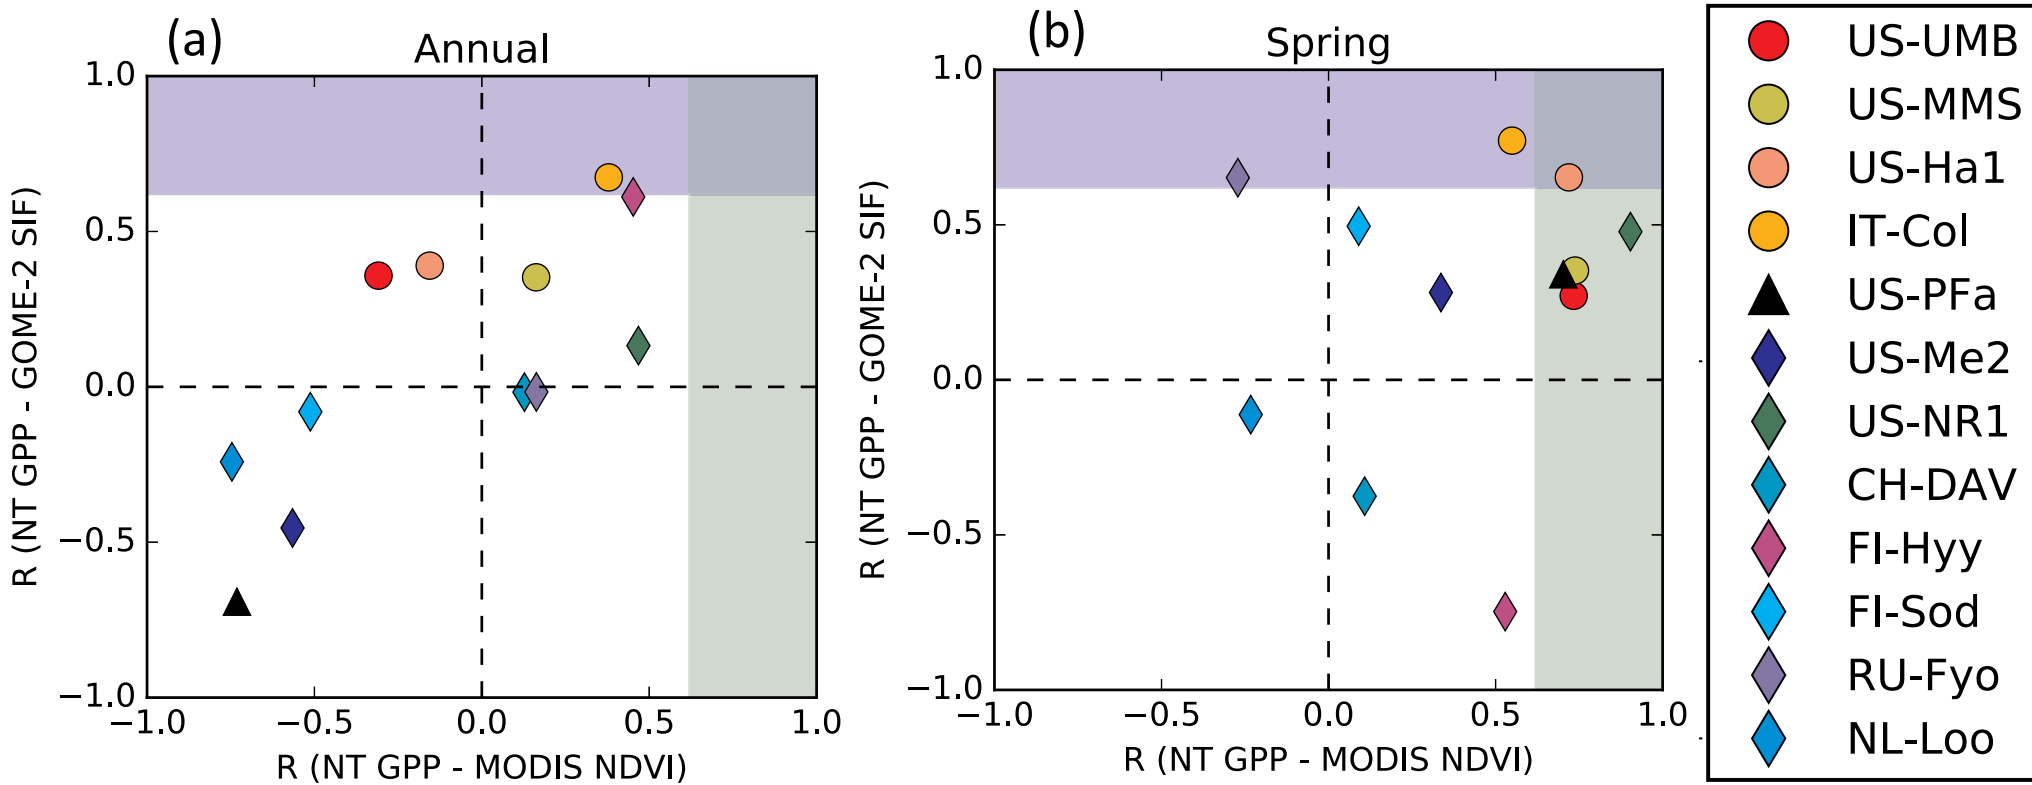 (a)
Annual
1.0
0.5
0.0
−0.5
−1.0
−1.0
−0.5
0.0
0.5
1.0
R (NT GPP - GOME-2 SIF)
R (NT GPP - MODIS NDVI)
(b)
Spring
1.0
0.5
0.0
−0.5
−1.0
−1.0
−0.5
0.0
0.5
1.0
R (NT GPP - GOME-2 SIF)
R (NT GPP - MODIS NDVI)
US-UMB
US-MMS
US-Ha1
IT-Col
US-PFa
US-Me2
US-NR1
CH-DAV
FI-Hyy
FI-Sod
RU-Fyo
NL-Loo